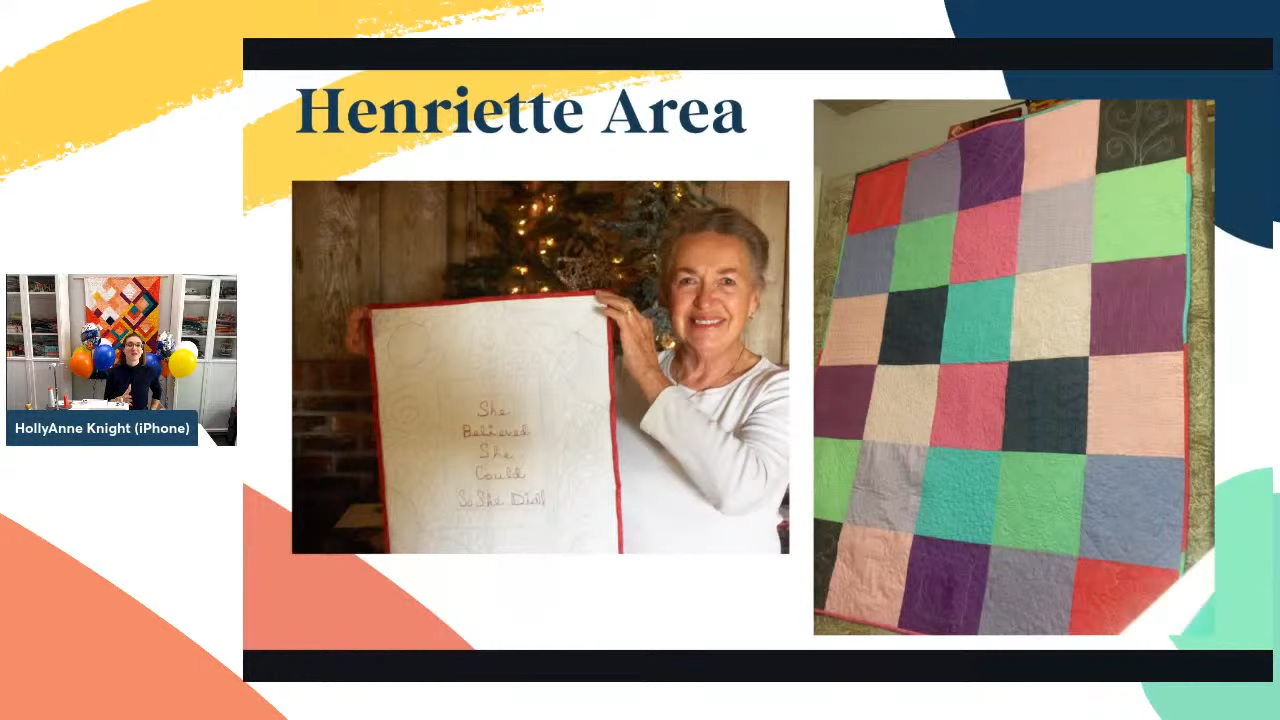 Henriette Area
She
Believed
She
Could
So She Did!
HollyAnne Knight (iPhone)